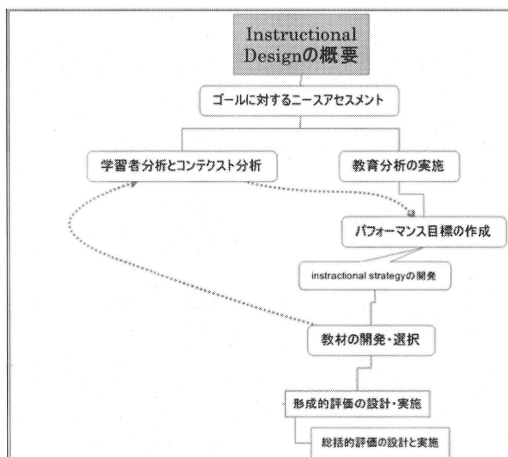 Instructional
Designの概要
ゴールに対するニースアセスメント
学習者分析とコンテクスト分析
教育分析の実施
パフォーマンス目標の作成
instractional strategyの開発
教材の開発・選択
形成的評価の設計・実施
総括的評価の設計と実施